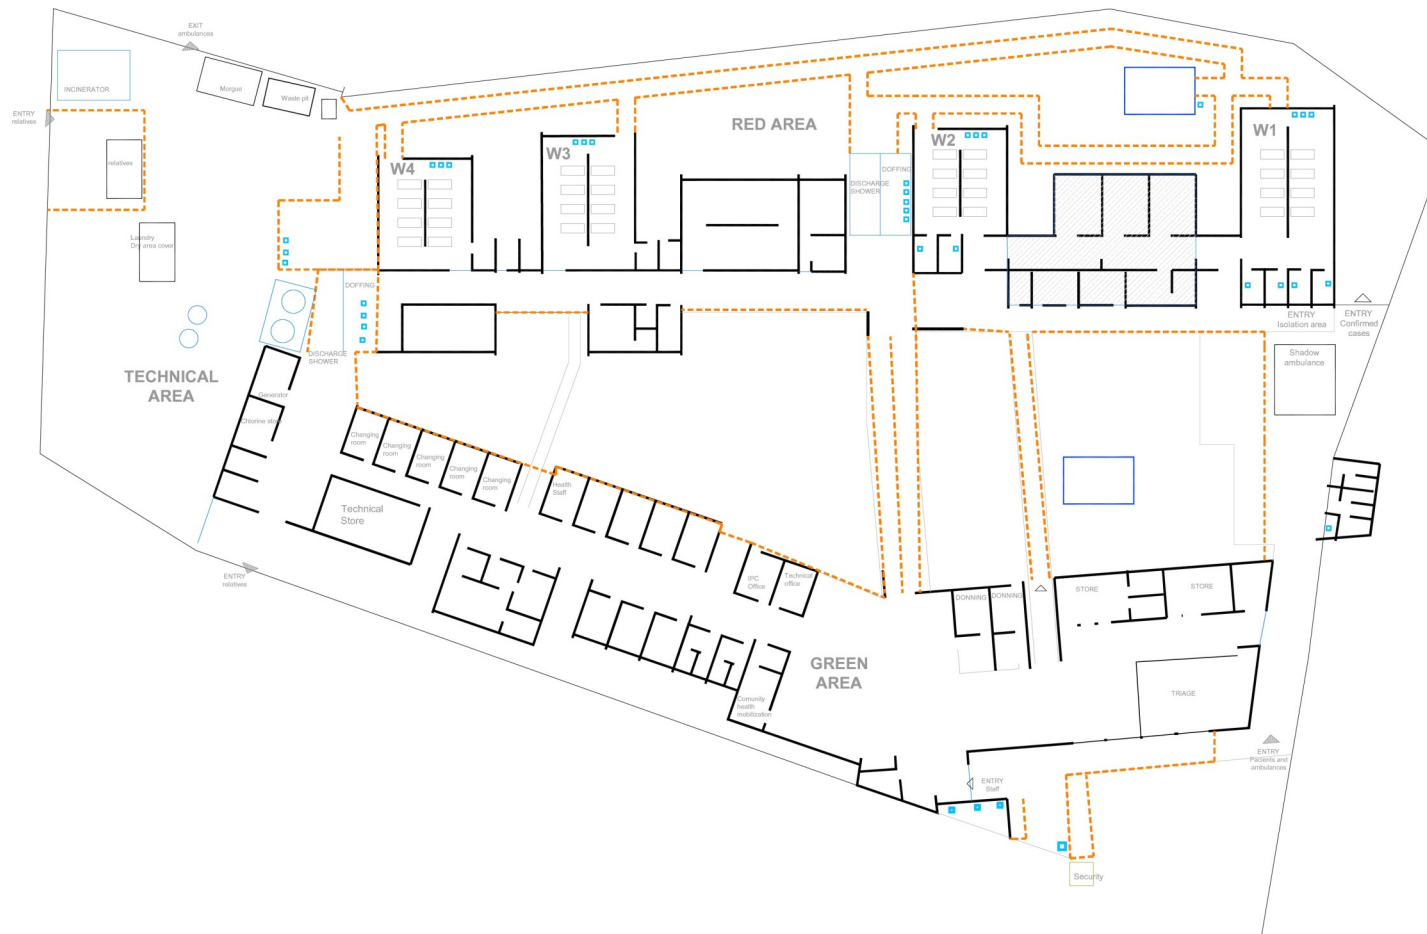 EXIT
ambulances
INCINERATOR
Morgue
Waste pit
ENTRY
relatives
relatives
Laundry
Dry area cover
RED AREA
W4
W3
W2
W1
DISCHARGE
SHOWER
DOFFING
DOFFING
DISCHARGE
SHOWER
ENTRY
Isolation area
ENTRY
Confirmed
cases
Shadow
ambulance
TECHNICAL
AREA
Generator
Chlorine store
Changing
room
Changing
room
Changing
room
Changing
room
Changing
room
Health
Staff
Technical
Store
IPC
Office
Technical
office
ENTRY
relatives
DONNING
DONNING
STORE
STORE
GREEN
AREA
TRIAGE
Comunity
health
mobilization
ENTRY
Staff
ENTRY
Patients and
ambulances
Security